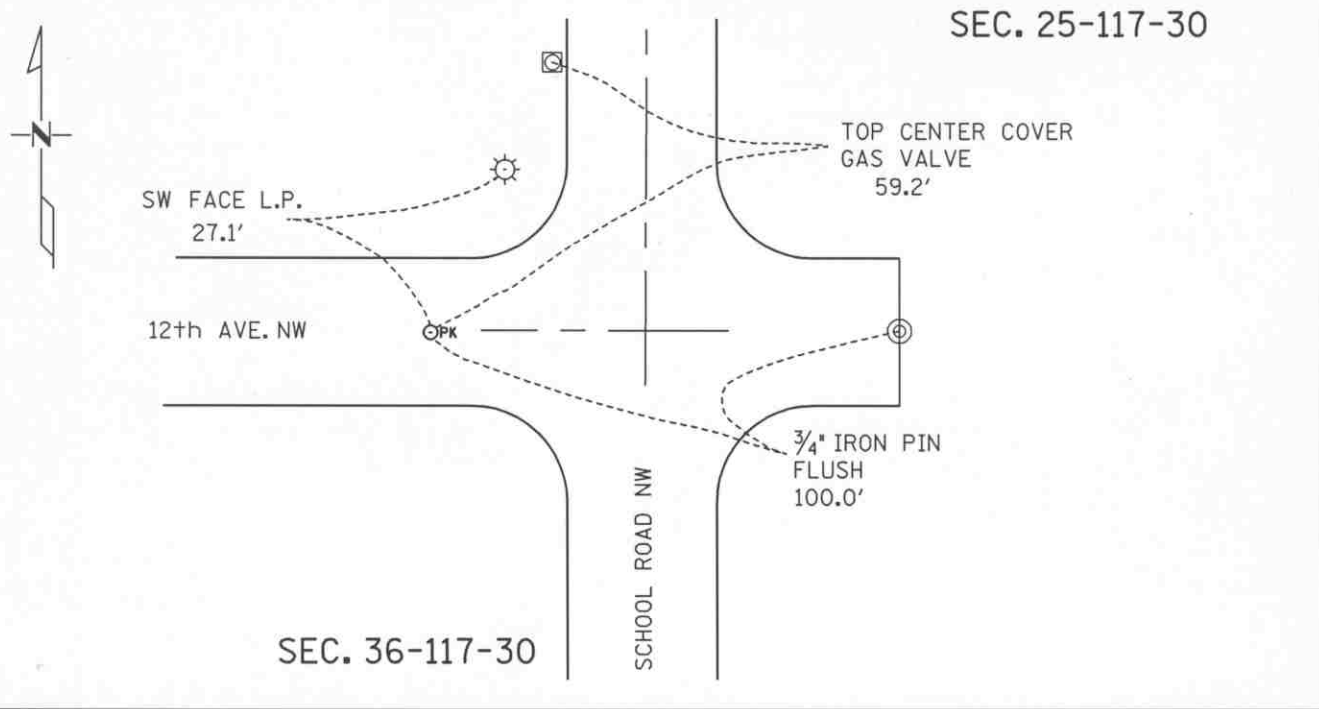 SEC. 25-117-30
N
TOP CENTER COVER
GAS VALVE
59.2'
SW FACE L.P.
27.1'
12th AVE. NW
PK
3/4" IRON PIN
FLUSH
100.0'
SCHOOL ROAD NW
SEC. 36-117-30